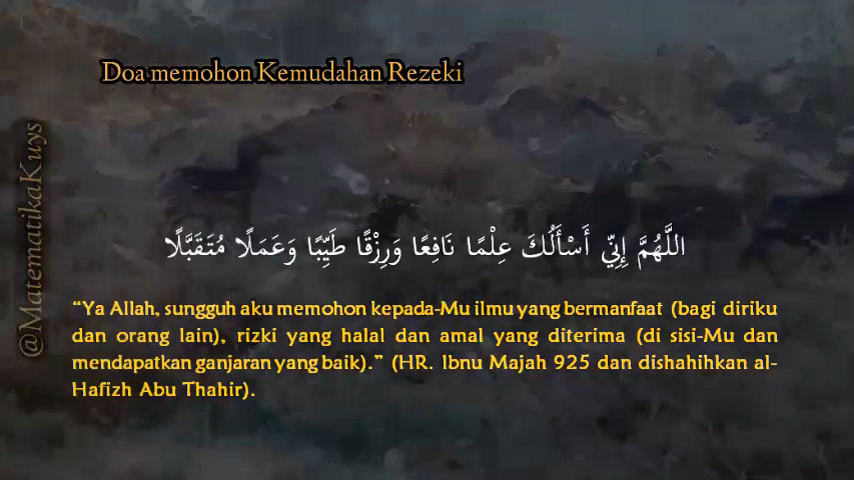 Doa memohon Kemudahan Rezeki
@MatematikaKuys
اللَّهُمَّ إِنِّي أَسْأَلُكَ عِلْمًا نَافِعًا وَرِزْقًا طَيِّبًا وَعَمَلًا مُتَقَبَّلًا
“Ya Allah, sungguh aku memohon kepada-Mu ilmu yang bermanfaat (bagi diriku
dan orang lain), rizki yang halal dan amal yang diterima (di sisi-Mu dan
mendapatkan ganjaran yang baik).” (HR. Ibnu Majah 925 dan dishahihkan al-
Hafizh Abu Thahir).